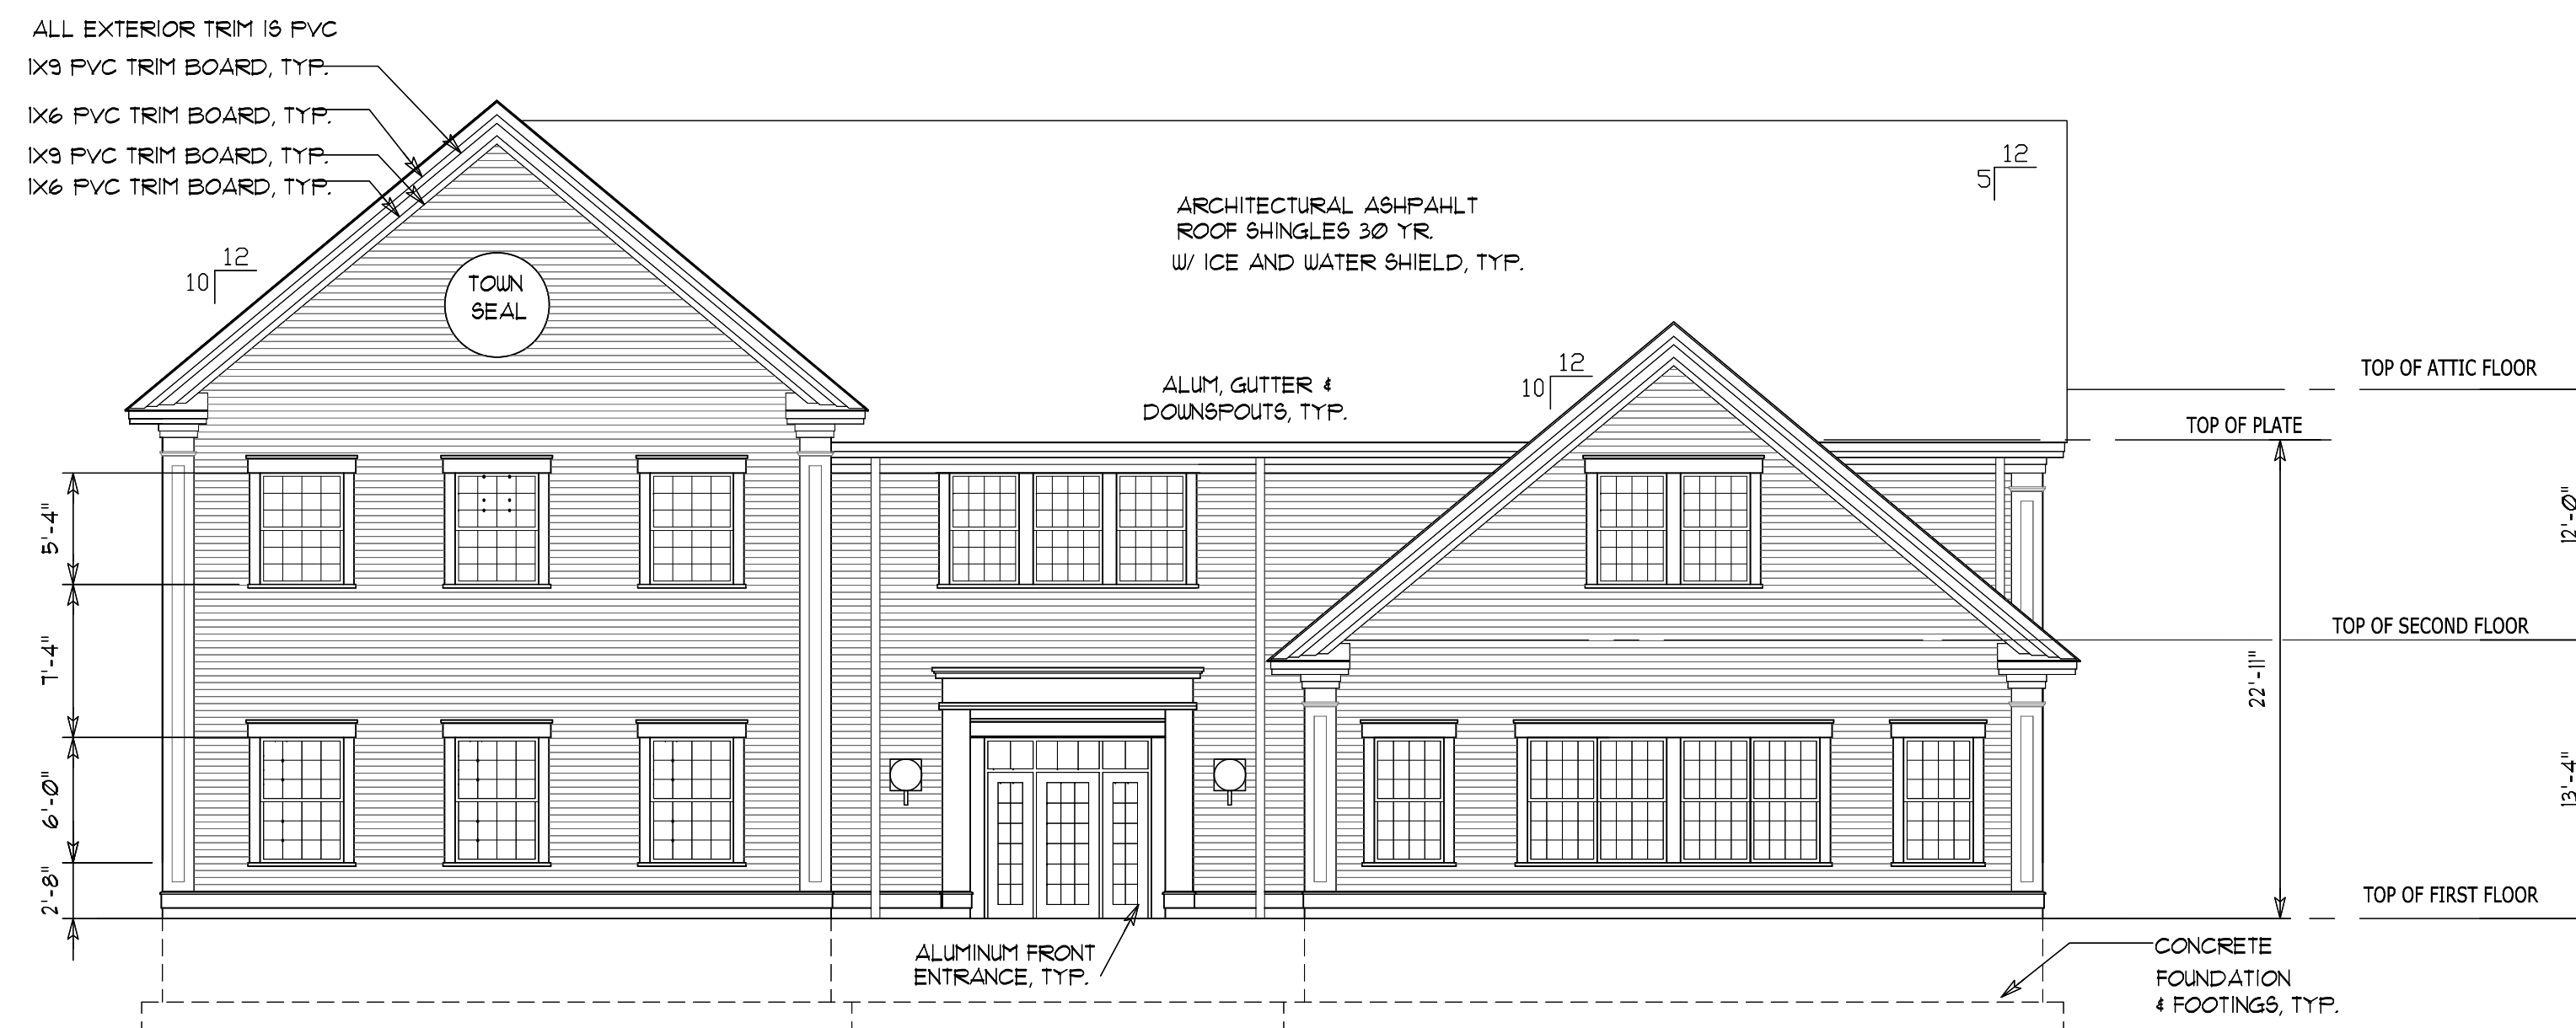 ALL EXTERIOR TRIM IS PVC
1X9 PVC TRIM BOARD, TYP.
1X6 PVC TRIM BOARD, TYP.
1X9 PVC TRIM BOARD, TYP.
1X6 PVC TRIM BOARD, TYP.
12
10
TOWN
SEAL
ARCHITECTURAL ASHPAHLT
ROOF SHINGLES 30 YR.
W/ ICE AND WATER SHIELD, TYP.
12
5
ALUM, GUTTER &
DOWNSPOUTS, TYP.
12
10
TOP OF ATTIC FLOOR
TOP OF PLATE
5'-4"
12'-0"
7'-4"
TOP OF SECOND FLOOR
22'-11"
6'-0"
13'-4"
2'-8"
TOP OF FIRST FLOOR
ALUMINUM FRONT
ENTRANCE, TYP.
CONCRETE
FOUNDATION
& FOOTINGS, TYP.